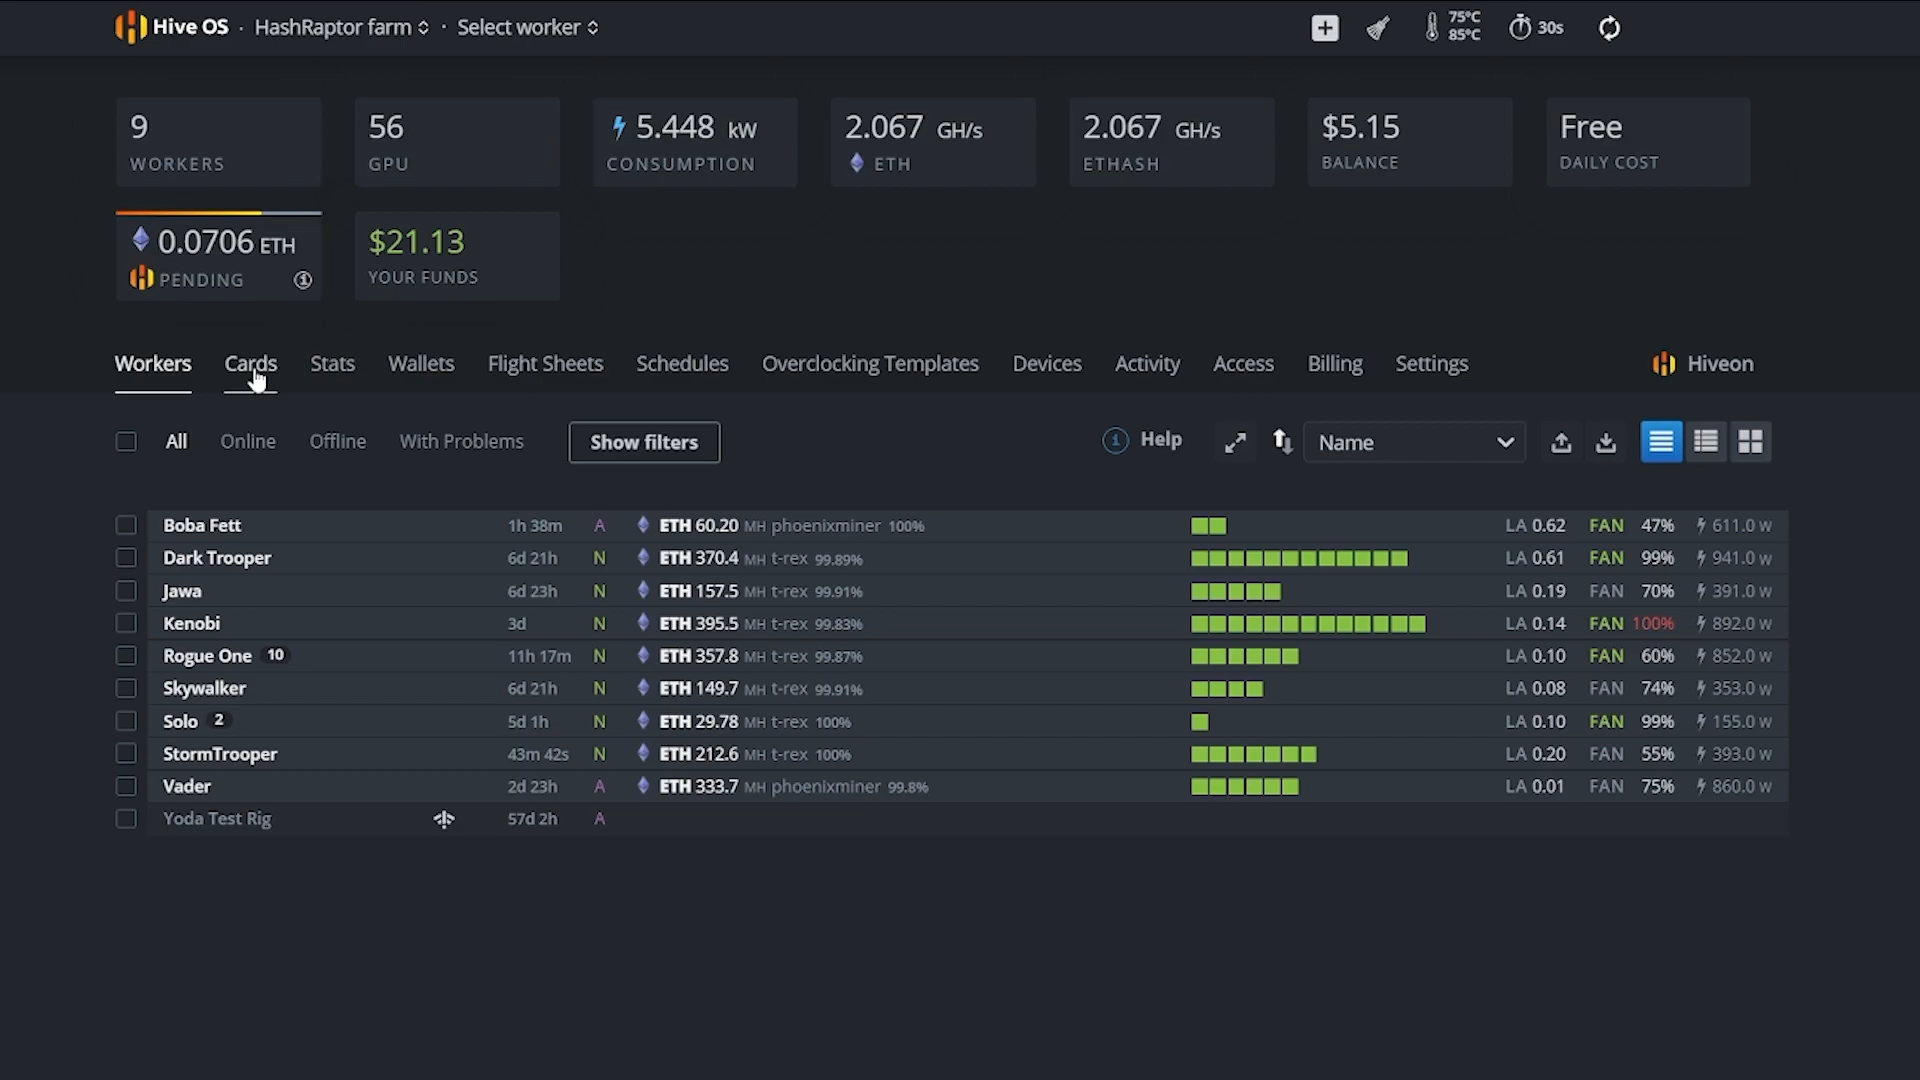 Hive OS · HashRaptor farm · Select worker 75°C 85°C 30s
9 56 5.448 kW 2.067 GH/s 2.067 GH/s $5.15 Free
WORKERS GPU CONSUMPTION ETH ETHASH BALANCE DAILY COST
0.0706 ETH $21.13
PENDING YOUR FUNDS
Workers Cards Stats Wallets Flight Sheets Schedules Overclocking Templates Devices Activity Access Billing Settings Hiveon
All Online Offline With Problems Show filters Help Name
Boba Fett 1h 38m A ETH 60.20 MH phoenixminer 100% LA 0.62 FAN 47% 611.0 W
Dark Trooper 6d 21h N ETH 370.4 MH t-rex 99.89% LA 0.61 FAN 99% 941.0 W
Jawa 6d 23h N ETH 157.5 MH t-rex 99.91% LA 0.19 FAN 70% 391.0 W
Kenobi 3d N ETH 395.5 MH t-rex 99.83% LA 0.14 FAN 100% 892.0 W
Rogue One 10 11h 17m N ETH 357.8 MH t-rex 99.87% LA 0.10 FAN 60% 852.0 W
Skywalker 6d 21h N ETH 149.7 MH t-rex 99.91% LA 0.08 FAN 74% 353.0 W
Solo 2 5d 1h N ETH 29.78 MH t-rex 100% LA 0.10 FAN 99% 155.0 W
StormTrooper 43m 42s N ETH 212.6 MH t-rex 100% LA 0.20 FAN 55% 393.0 W
Vader 2d 23h A ETH 333.7 MH phoenixminer 99.8% LA 0.01 FAN 75% 860.0 W
Yoda Test Rig 57d 2h A